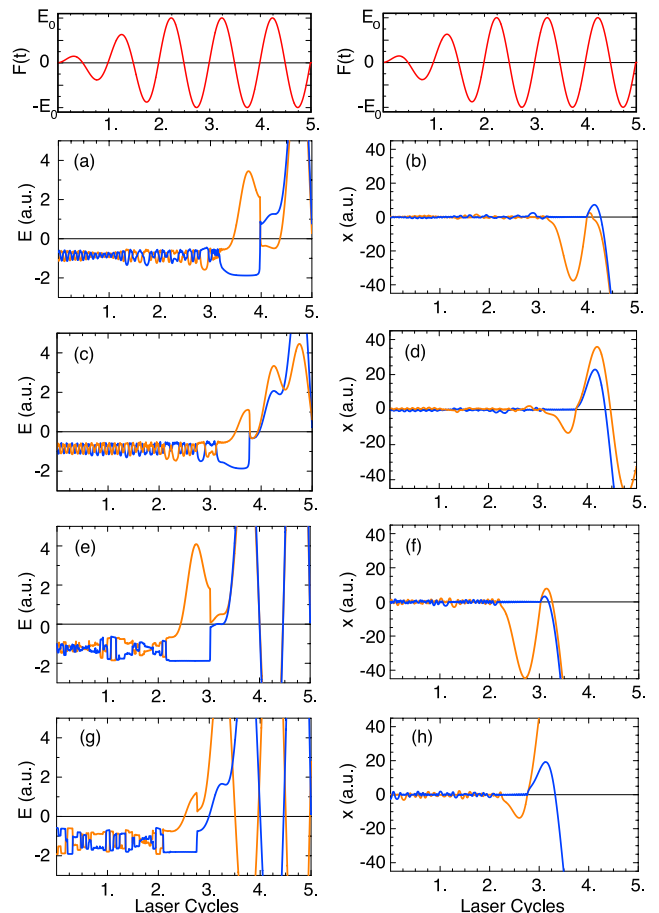 E₀ E₀
F(t) 0 F(t) 0
-E₀ -E₀
1. 2. 3. 4. 5. 1. 2. 3. 4. 5.
(a) (b)
E (a.u.) 4 2 0 -2 x (a.u.) 40 20 0 -20 -40
1. 2. 3. 4. 5. 1. 2. 3. 4. 5.
(c) (d)
E (a.u.) 4 2 0 -2 x (a.u.) 40 20 0 -20 -40
1. 2. 3. 4. 5. 1. 2. 3. 4. 5.
(e) (f)
E (a.u.) 4 2 0 -2 x (a.u.) 40 20 0 -20 -40
1. 2. 3. 4. 5. 1. 2. 3. 4. 5.
(g) (h)
E (a.u.) 4 2 0 -2 x (a.u.) 40 20 0 -20 -40
1. 2. 3. 4. 5. 1. 2. 3. 4. 5.
Laser Cycles Laser Cycles